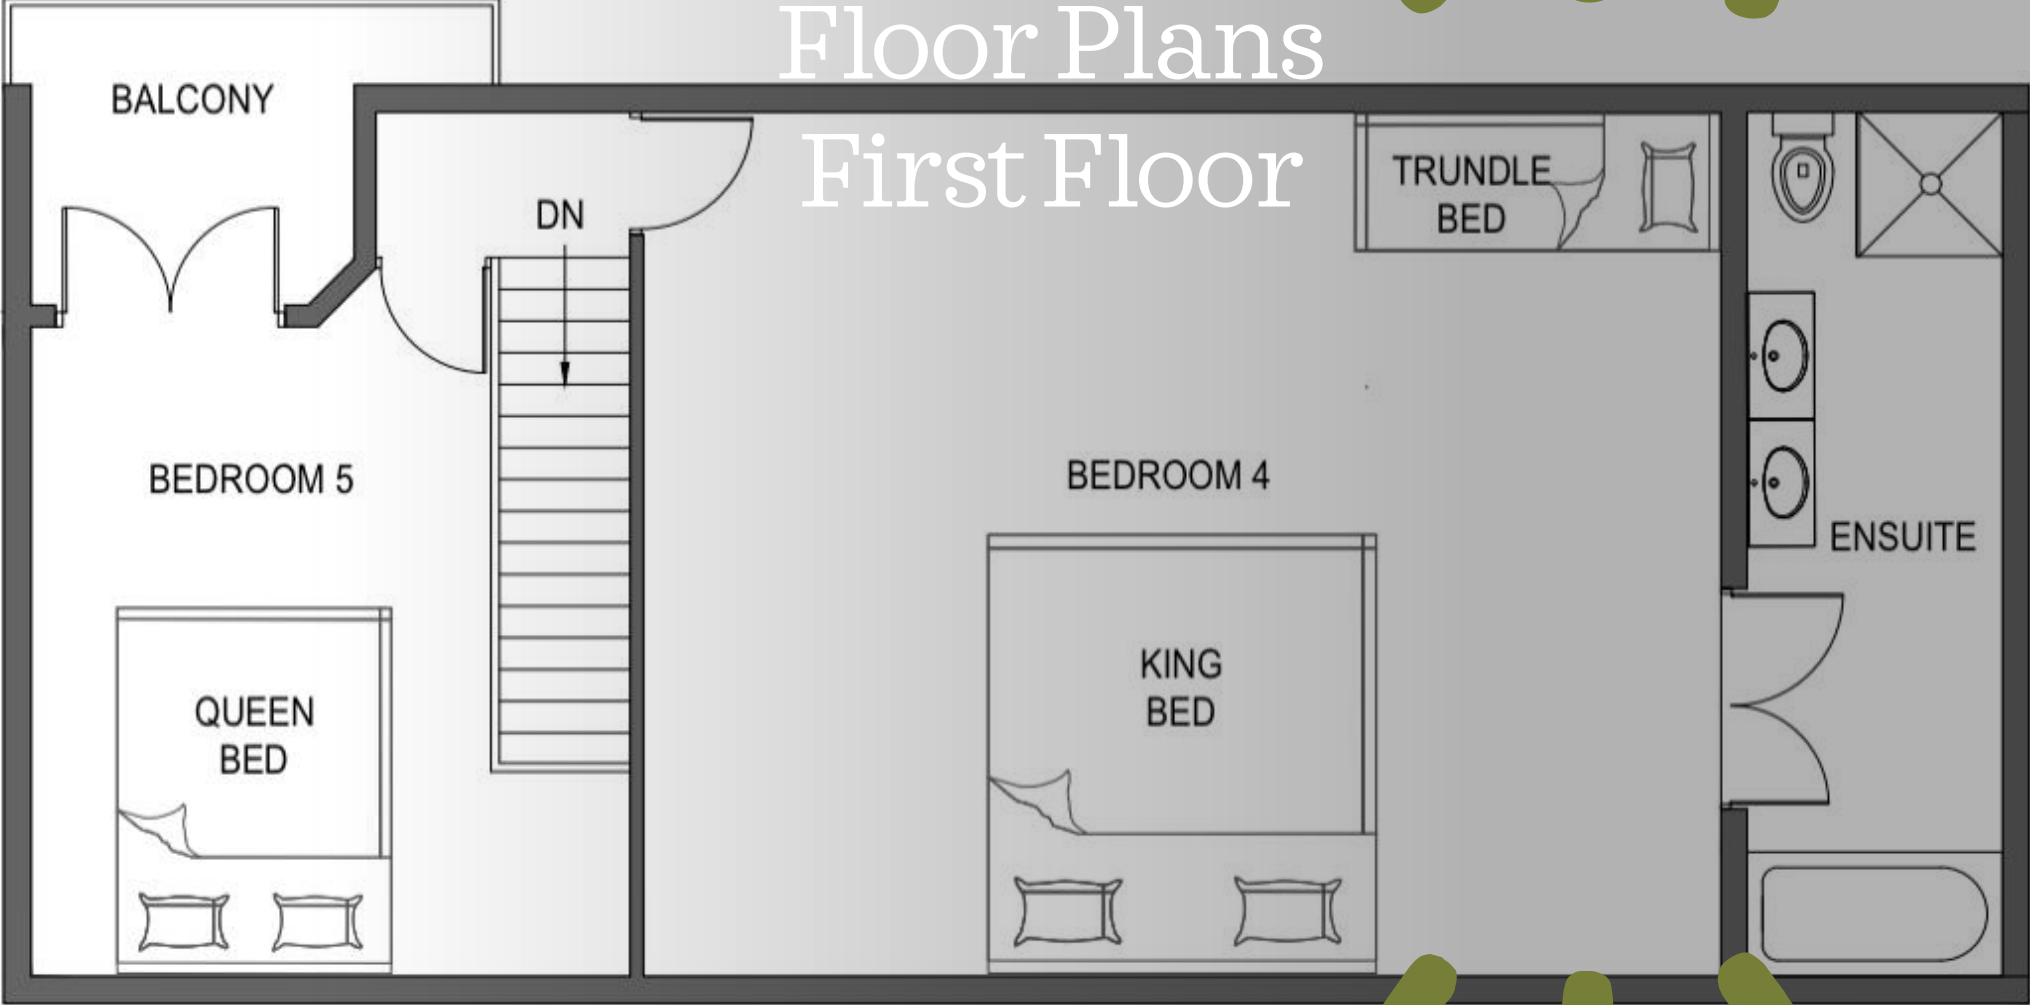 Floor Plans
First Floor
BALCONY
DN
TRUNDLE
BED
BEDROOM 5
BEDROOM 4
ENSUITE
QUEEN
BED
KING
BED